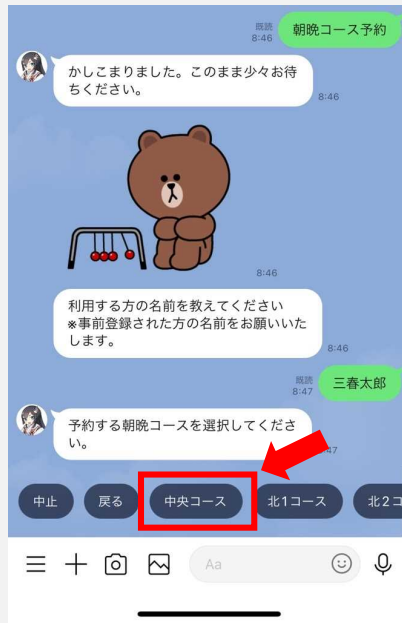 既読
8:46
朝晩コース予約
かしこまりました。このまま少々お待
ちください。
8:46
8:46
利用する方の名前を教えてください
※事前登録された方の名前をお願いいた
します。
8:46
既読
8:47
三春太郎
予約する朝晩コースを選択してくださ
い。
47
中止
戻る
中央コース
北1コース
北2コ
Aa